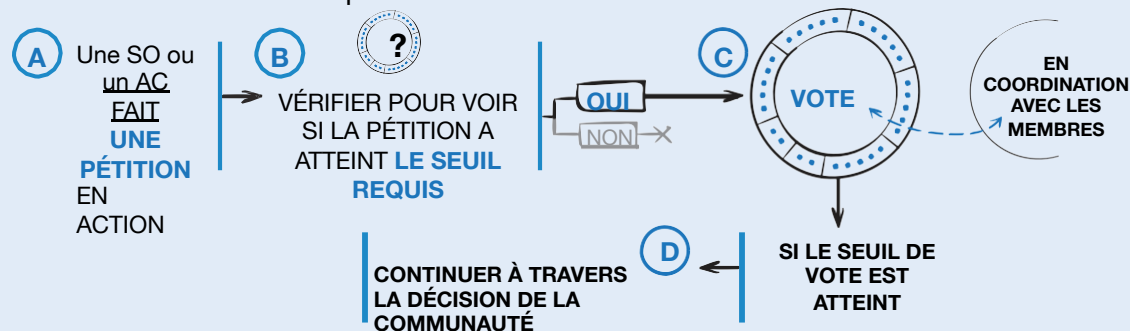 A
Une SO ou
un AC
FAIT
UNE
PÉTITION
EN
ACTION
B
?
VÉRIFIER POUR VOIR
SI LA PÉTITION A
ATTEINT LE SEUIL
REQUIS
OUI
NON
C
VOTE
EN
COORDINATION
AVEC LES
MEMBRES
SI LE SEUIL DE
VOTE EST
ATTEINT
D
CONTINUER À TRAVERS
LA DÉCISION DE LA
COMMUNAUTÉ